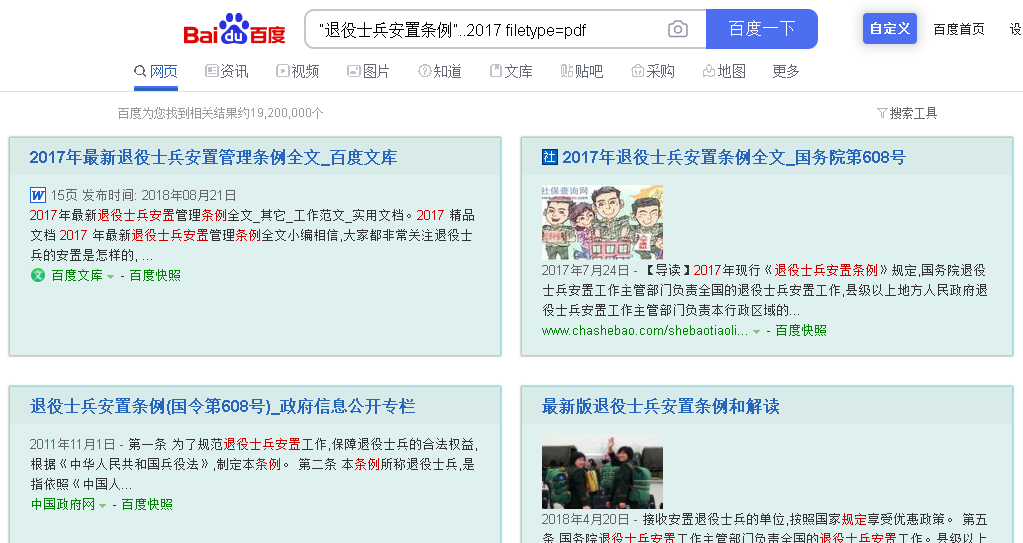 Bai du 百度
"退役士兵安置条例"..2017 filetype=pdf
百度一下
自定义
百度首页
设
网页 资讯 视频 图片 知道 文库 贴吧 采购 地图 更多
百度为您找到相关结果约19,200,000个
搜索工具
2017年最新退役士兵安置管理条例全文_百度文库
W 15页 发布时间: 2018年08月21日
2017年最新退役士兵安置管理条例全文_其它_工作范文_实用文档。2017 精品
文档 2017 年最新退役士兵安置管理条例全文小编相信,大家都非常关注退役士
兵的安置是怎样的, ...
百度文库 - 百度快照
社 2017年退役士兵安置条例全文_国务院第608号
社保查询网
2017年7月24日 - 【导读】2017年现行《退役士兵安置条例》规定,国务院退役
士兵安置工作主管部门负责全国的退役士兵安置工作,县级以上地方人民政府退
役士兵安置工作主管部门负责本行政区域的...
www.chashebao.com/shebaotiaoli... - 百度快照
退役士兵安置条例(国令第608号)_政府信息公开专栏
2011年11月1日 - 第一条 为了规范退役士兵安置工作,保障退役士兵的合法权益,
根据《中华人民共和国兵役法》,制定本条例。 第二条 本条例所称退役士兵,是
指依照《中国人...
中国政府网 - 百度快照
最新版退役士兵安置条例和解读
2018年4月20日 - 接收安置退役士兵的单位,按照国家规定享受优惠政策。 第五
条 国务院退役士兵安置工作主管部门负责全国的退役士兵安置工作。县级以上